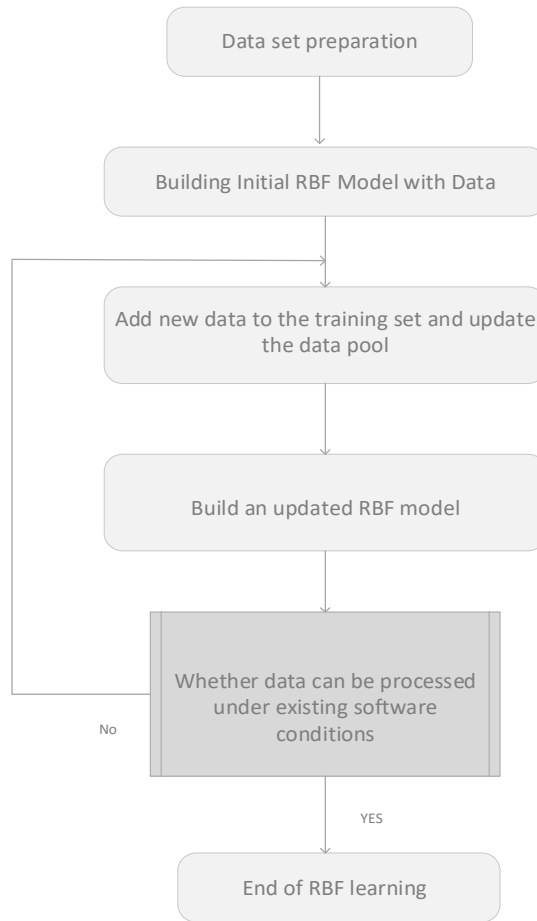 Data set preparation
Building Initial RBF Model with Data
Add new data to the training set and update
the data pool
Build an updated RBF model
Whether data can be processed
under existing software
conditions
No
YES
End of RBF learning